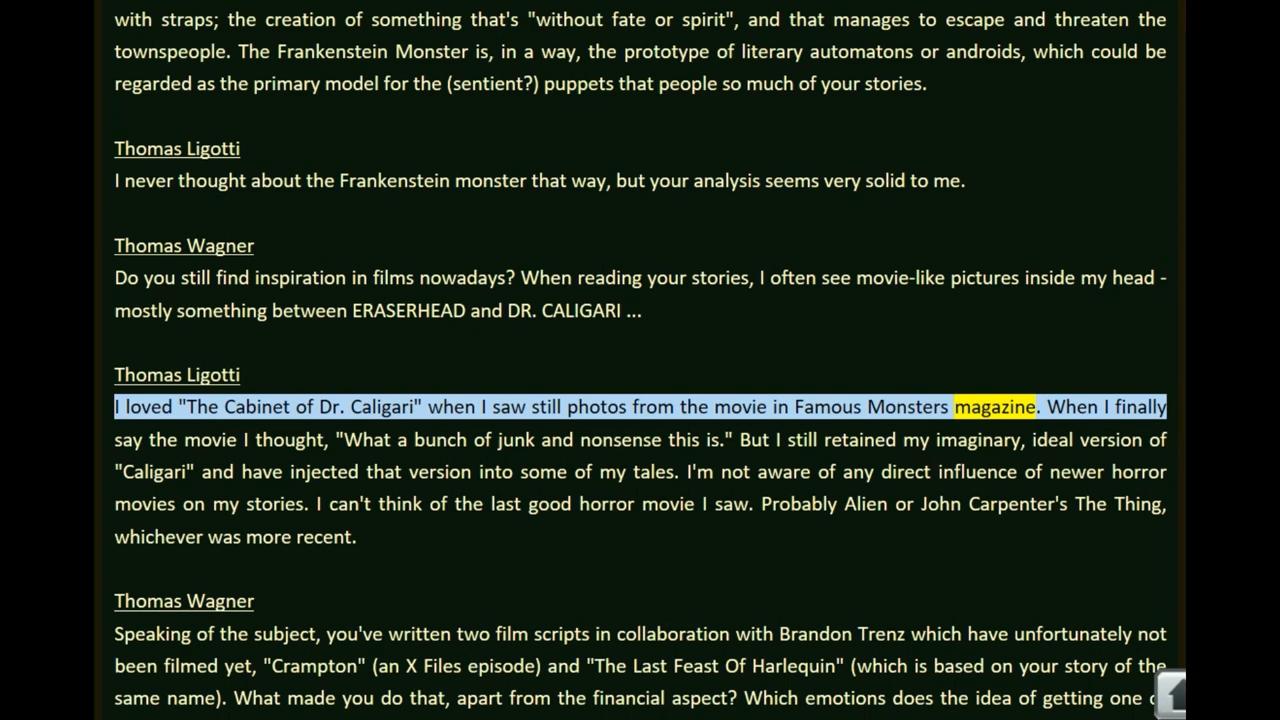 with straps; the creation of something that's "without fate or spirit", and that manages to escape and threaten the
townspeople. The Frankenstein Monster is, in a way, the prototype of literary automatons or androids, which could be
regarded as the primary model for the (sentient?) puppets that people so much of your stories.
Thomas Ligotti
I never thought about the Frankenstein monster that way, but your analysis seems very solid to me.
Thomas Wagner
Do you still find inspiration in films nowadays? When reading your stories, I often see movie-like pictures inside my head -
mostly something between ERASERHEAD and DR. CALIGARI ...
Thomas Ligotti
I loved "The Cabinet of Dr. Caligari" when I saw still photos from the movie in Famous Monsters magazine. When I finally
say the movie I thought, "What a bunch of junk and nonsense this is." But I still retained my imaginary, ideal version of
"Caligari" and have injected that version into some of my tales. I'm not aware of any direct influence of newer horror
movies on my stories. I can't think of the last good horror movie I saw. Probably Alien or John Carpenter's The Thing,
whichever was more recent.
Thomas Wagner
Speaking of the subject, you've written two film scripts in collaboration with Brandon Trenz which have unfortunately not
been filmed yet, "Crampton" (an X Files episode) and "The Last Feast Of Harlequin" (which is based on your story of the
same name). What made you do that, apart from the financial aspect? Which emotions does the idea of getting one